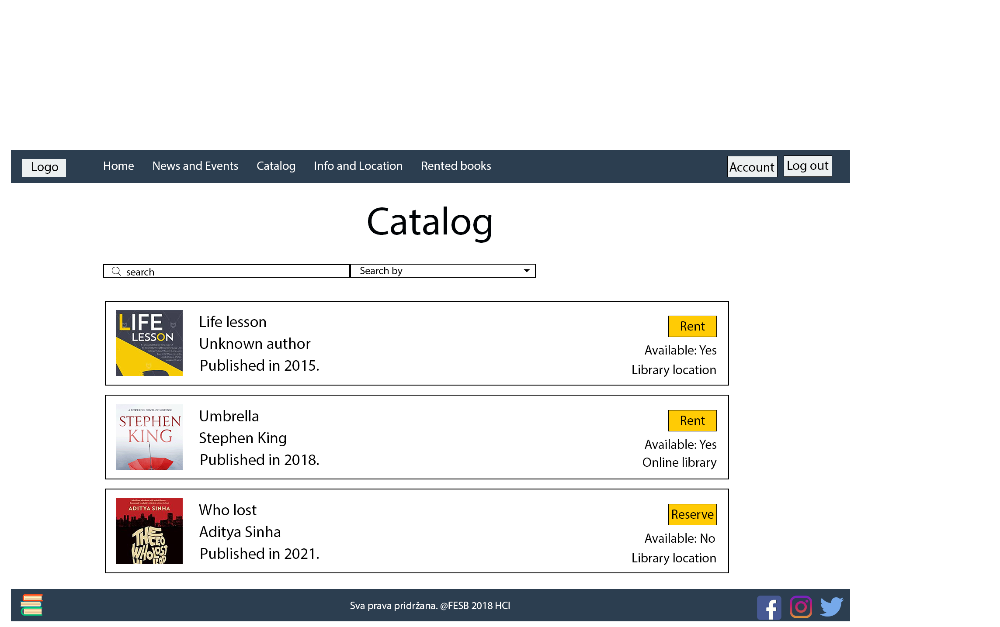 Logo
Home News and Events Catalog Info and Location Rented books
Account Log out
Catalog
search
Search by
LIFE
LESSON
Life lesson
Unknown author
Published in 2015.
Rent
Available: Yes
Library location
A POWERFUL NOVEL OF SUSPENSE
STEPHEN
KING
Umbrella
Stephen King
Published in 2018.
Rent
Available: Yes
Online library
ADITYA SINHA
THE
CEO
WHO LOST
Who lost
Aditya Sinha
Published in 2021.
Reserve
Available: No
Library location
Sva prava pridržana. @FESB 2018 HCI